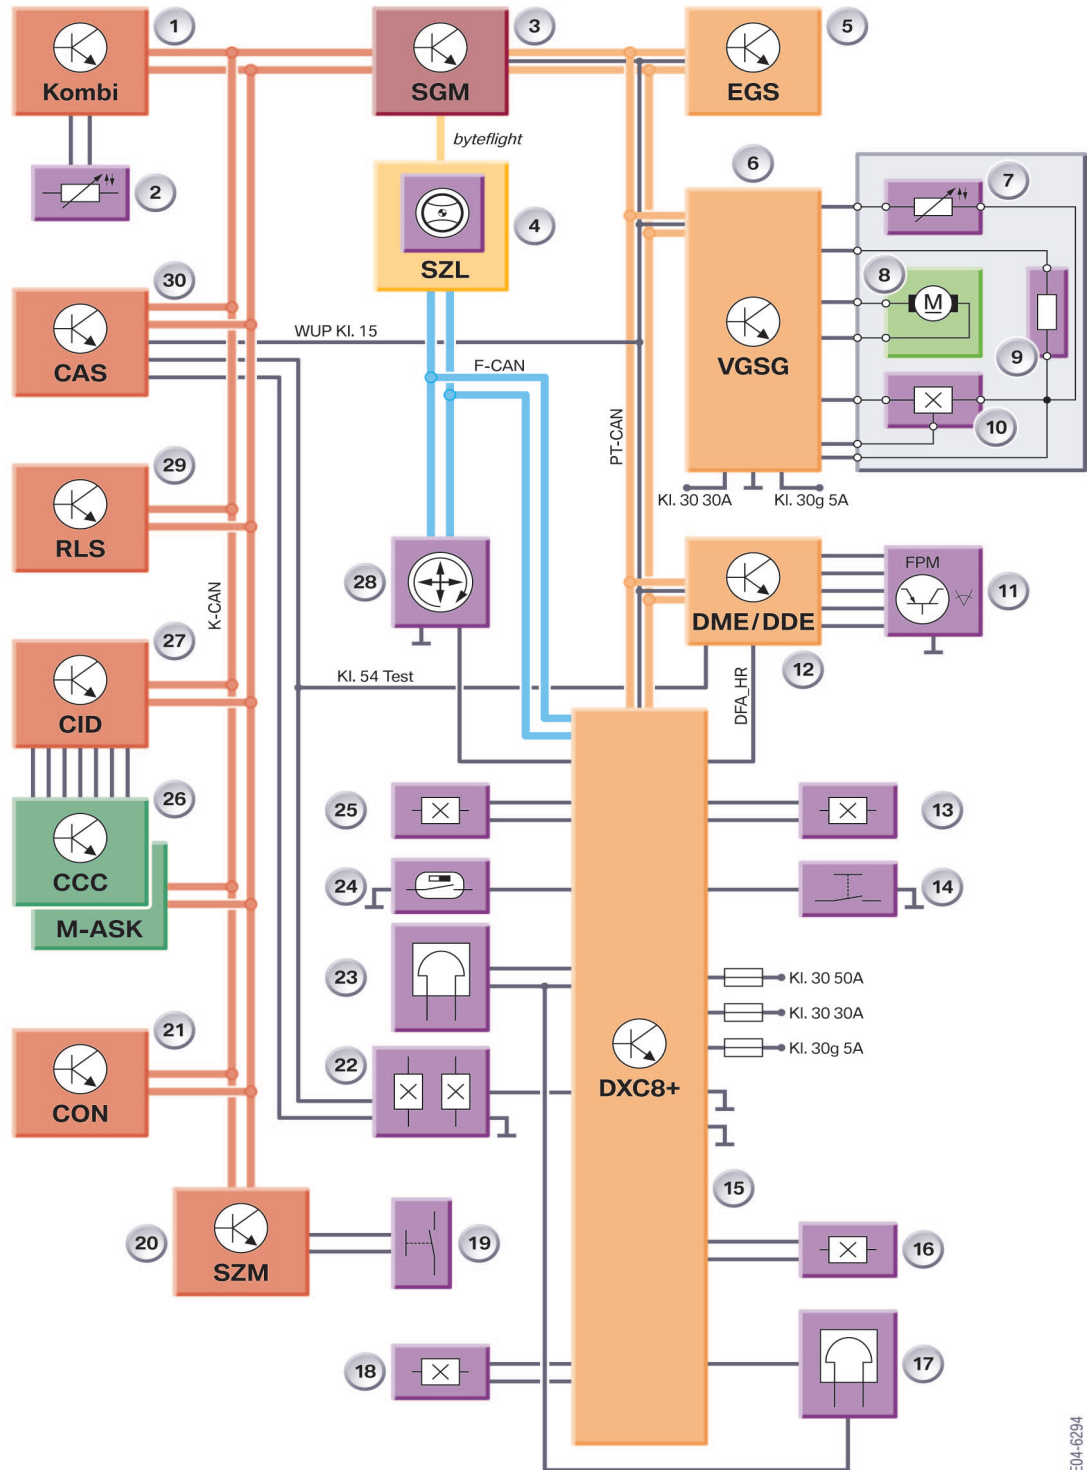 1
3
5
Kombi
SGM
EGS
byteflight
2
4
6
7
SZL
8
30
CAS
WUP Kl. 15
F-CAN
VGSG
9
10
PT-CAN
29
RLS
Kl. 30 30A
Kl. 30g 5A
28
K-CAN
FPM
11
DME/DDE
12
27
CID
Kl. 54 Test
DFA_HR
26
25
13
CCC
24
14
M-ASK
23
Kl. 30 50A
Kl. 30 30A
21
Kl. 30g 5A
22
DXC8+
CON
15
20
SZM
19
16
18
17
E04-6294